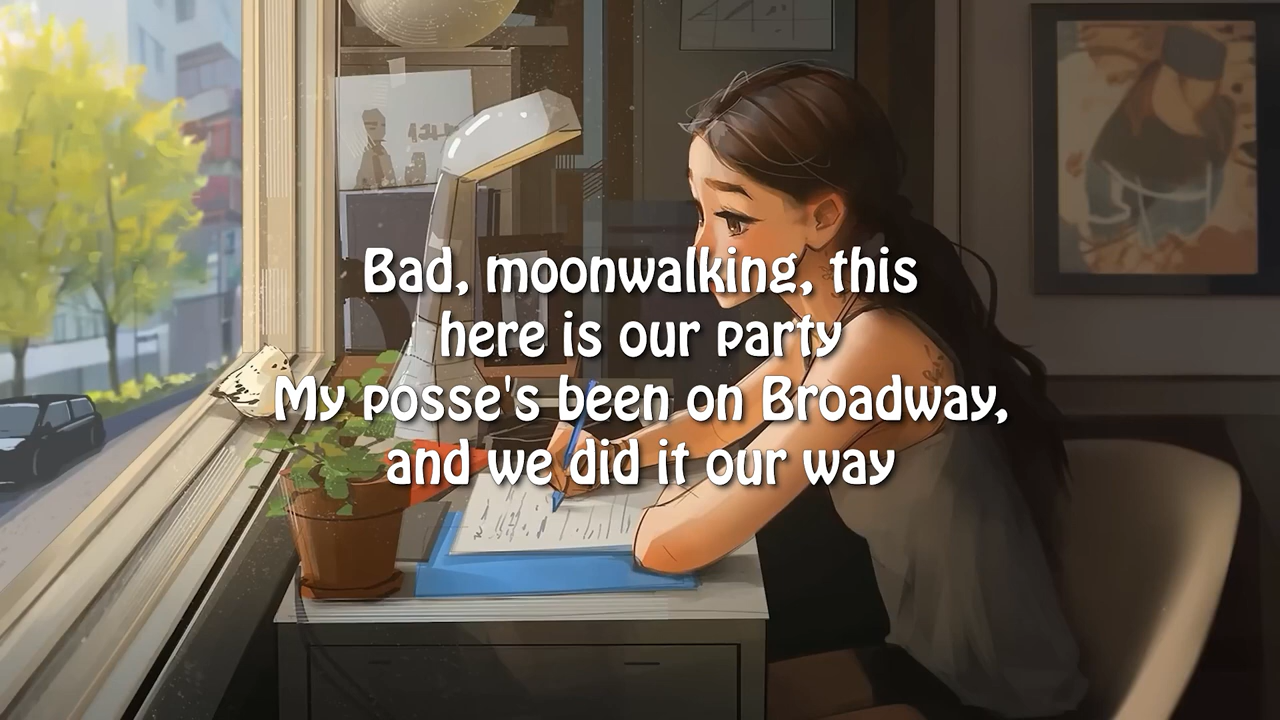 Bad, moonwalking, this
here is our party
My posse's been on Broadway,
and we did it our way